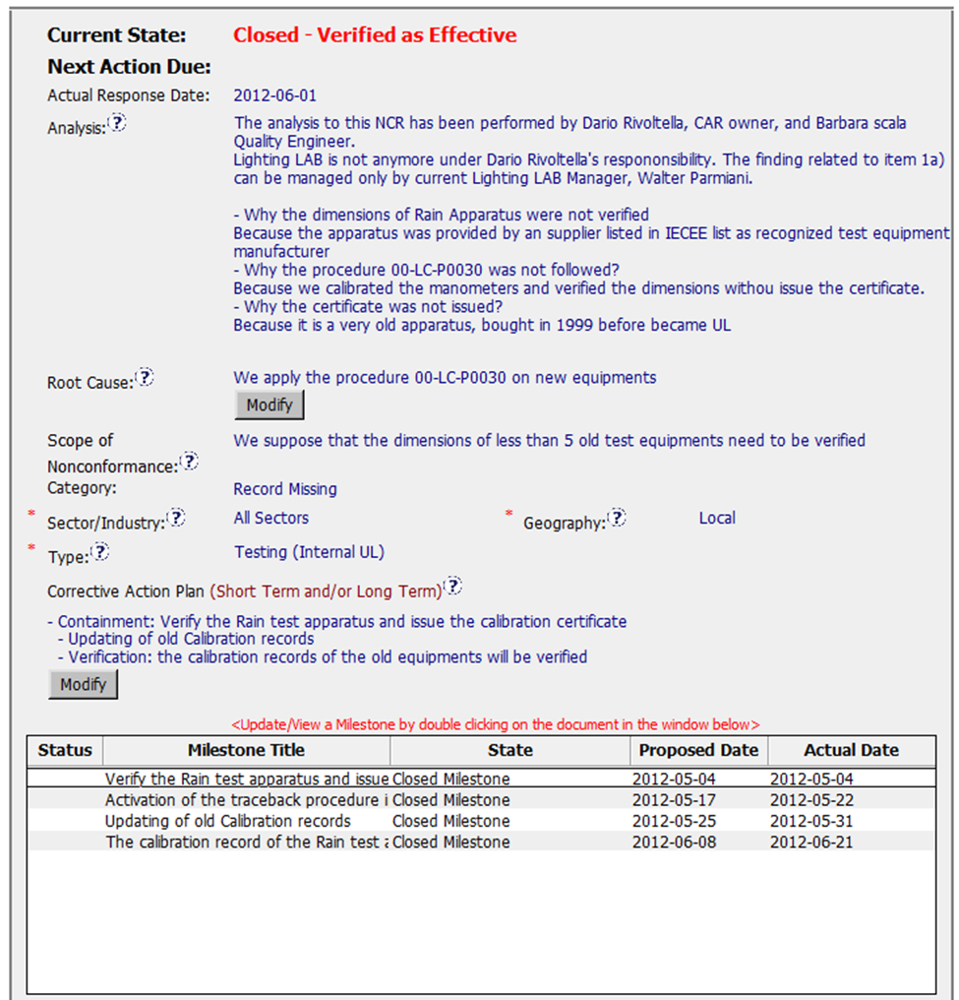 Current State: Closed - Verified as Effective
Next Action Due:
Actual Response Date: 2012-06-01
Analysis: ? The analysis to this NCR has been performed by Dario Rivoltella, CAR owner, and Barbara scala
Quality Engineer.
Lighting LAB is not anymore under Dario Rivoltella's respononsibility. The finding related to item 1a)
can be managed only by current Lighting LAB Manager, Walter Parmiani.
- Why the dimensions of Rain Apparatus were not verified
Because the apparatus was provided by an supplier listed in IECEE list as recognized test equipment
manufacturer
- Why the procedure 00-LC-P0030 was not followed?
Because we calibrated the manometers and verified the dimensions withou issue the certificate.
- Why the certificate was not issued?
Because it is a very old apparatus, bought in 1999 before became UL
Root Cause: ? We apply the procedure 00-LC-P0030 on new equipments
Modify
Scope of We suppose that the dimensions of less than 5 old test equipments need to be verified
Nonconformance: ?
Category: Record Missing
* Sector/Industry: ? All Sectors * Geography: ? Local
* Type: ? Testing (Internal UL)
Corrective Action Plan (Short Term and/or Long Term) ?
- Containment: Verify the Rain test apparatus and issue the calibration certificate
- Updating of old Calibration records
- Verification: the calibration records of the old equipments will be verified
Modify
<Update/View a Milestone by double clicking on the document in the window below>
Status Milestone Title State Proposed Date Actual Date
Verify the Rain test apparatus and issue Closed Milestone 2012-05-04 2012-05-04
Activation of the traceback procedure i Closed Milestone 2012-05-17 2012-05-22
Updating of old Calibration records Closed Milestone 2012-05-25 2012-05-31
The calibration record of the Rain test a Closed Milestone 2012-06-08 2012-06-21